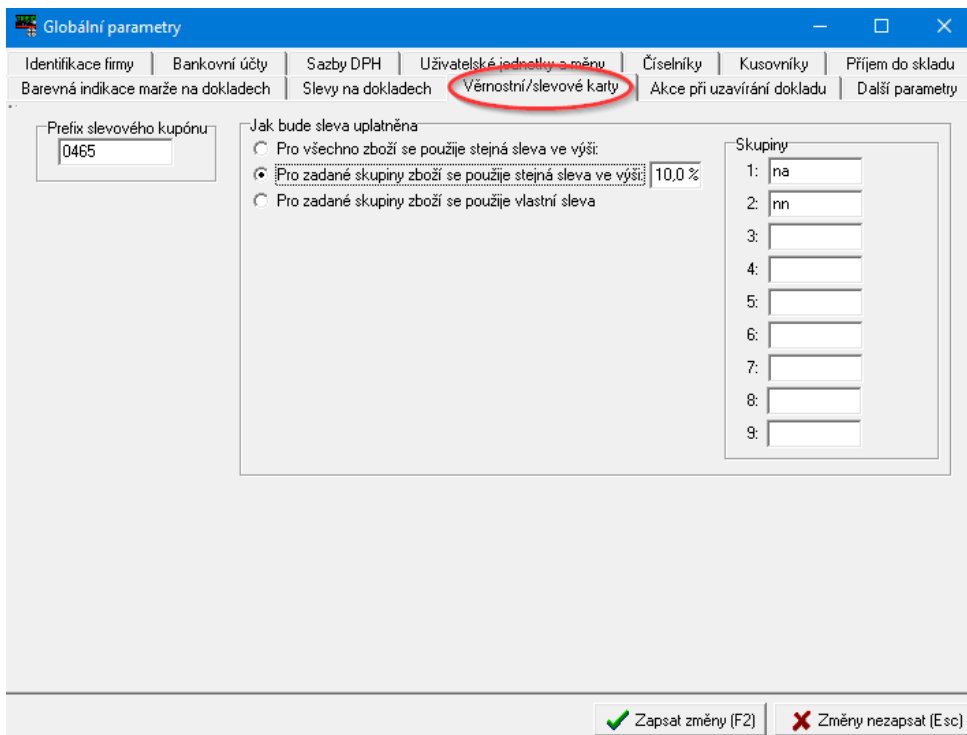 Globální parametry
Identifikace firmy
Bankovní účty
Sazby DPH
Uživatelské jednotky a měny
Číselníky
Kusovníky
Příjem do skladu
Barevná indikace marže na dokladech
Slevy na dokladech
Věrnostní/slevové karty
Akce při uzavírání dokladu
Další parametry
Prefix slevového kupónu
0465
Jak bude sleva uplatněna
Pro všechno zboží se použije stejná sleva ve výši:
Pro zadané skupiny zboží se použije stejná sleva ve výši: 10,0 %
Pro zadané skupiny zboží se použije vlastní sleva
Skupiny
1: na
2: nn
3:
4:
5:
6:
7:
8:
9:
Zapsat změny (F2)
Změny nezapsat (Esc)